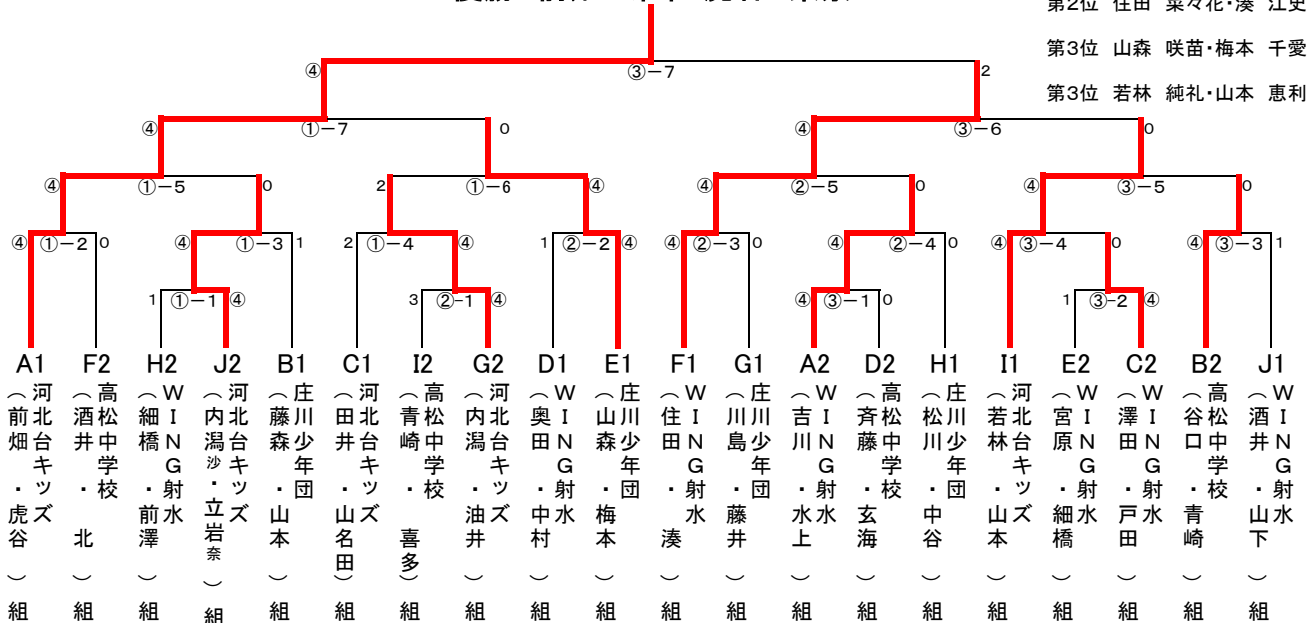 第2位 住田 菜々花・湊 江史
第3位 山森 咲苗・梅本 千愛
第3位 若林 純礼・山本 恵利
④ ③－7 2
④ ①－7 0 ④ ③－6 0
④ ①－5 0 2 ①－6 ④ ④ ②－5 0 ④ ③－5 0
④ ①－2 0 ④ ①－3 1 2 ①－4 ④ 1 ②－2 ④ ④ ②－3 0 ④ ②－4 0 ④ ③－4 0 ④ ③－3 1
1 ①－1 ④ 3 ②-1 ④ ④ ③－1 0 1 ③-2 ④
A1 F2 H2 J2 B1 C1 I2 G2 D1 E1 F1 G1 A2 D2 H1 I1 E2 C2 B2 J1
河北台キッズ
（前畑・虎谷）組
高松中学校
（酒井・北）組
ＷＩＮＧ射水
（細橋・前澤）組
河北台キッズ
（内潟沙・立岩奈）組
庄川少年団
（藤森・山本）組
河北台キッズ
（田井・山名田）組
高松中学校
（青崎・喜多）組
河北台キッズ
（内潟・油井）組
ＷＩＮＧ射水
（奥田・中村）組
庄川少年団
（山森・梅本）組
ＷＩＮＧ射水
（住田・湊）組
庄川少年団
（川島・藤井）組
ＷＩＮＧ射水
（吉川・水上）組
高松中学校
（斉藤・玄海）組
庄川少年団
（松川・中谷）組
河北台キッズ
（若林・山本）組
ＷＩＮＧ射水
（宮原・細橋）組
ＷＩＮＧ射水
（澤田・戸田）組
高松中学校
（谷口・青崎）組
ＷＩＮＧ射水
（酒井・山下）組